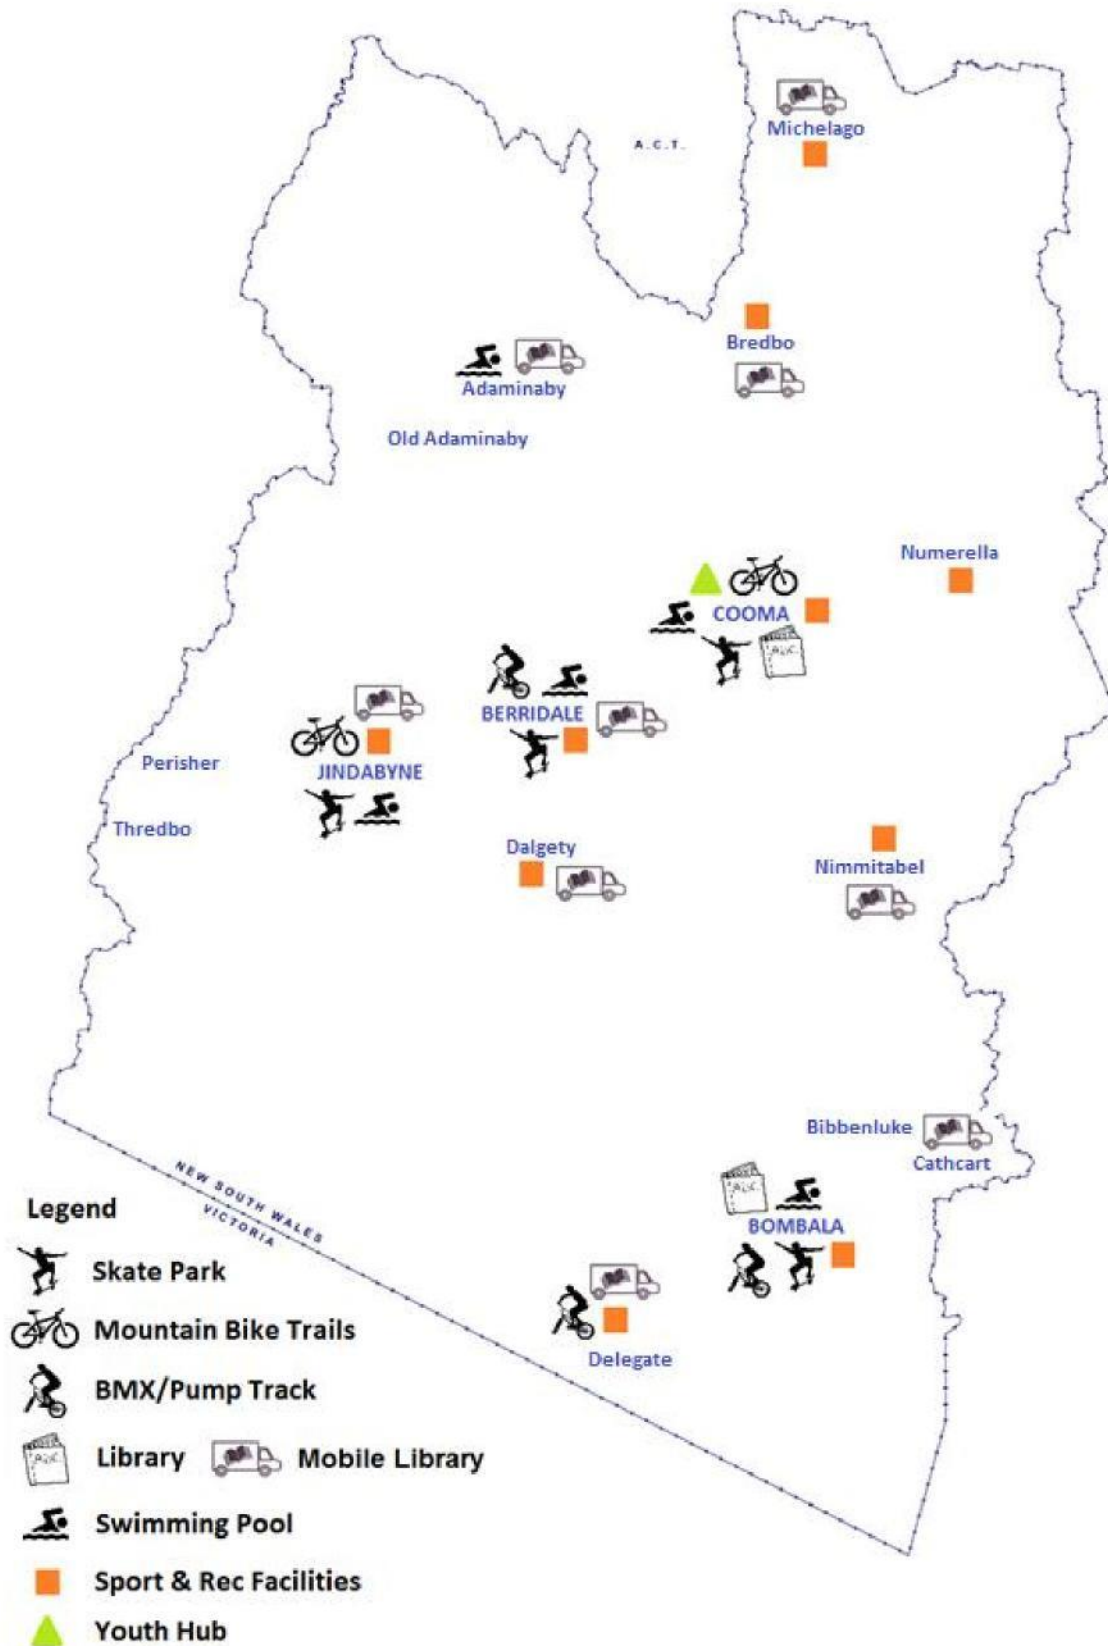 A.C.T.
Michelago
Bredbo
Adaminaby
Old Adaminaby
Numerella
COOMA
BERRIDALE
JINDABYNE
Perisher
Thredbo
Dalgety
Nimmitabel
Bibbenluke
Cathcart
BOMBALA
Delegate
NEW SOUTH WALES
VICTORIA
Legend
Skate Park
Mountain Bike Trails
BMX/Pump Track
Library
Mobile Library
Swimming Pool
Sport & Rec Facilities
Youth Hub